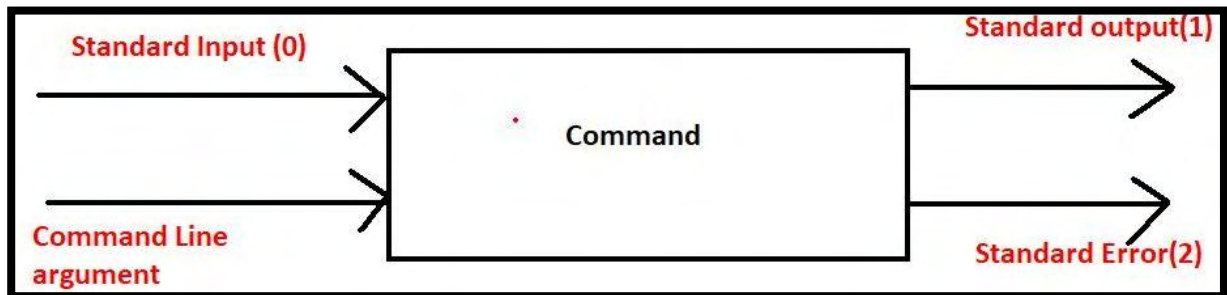 Standard Input (0)
Standard output(1)
Command
Command Line
argument
Standard Error(2)